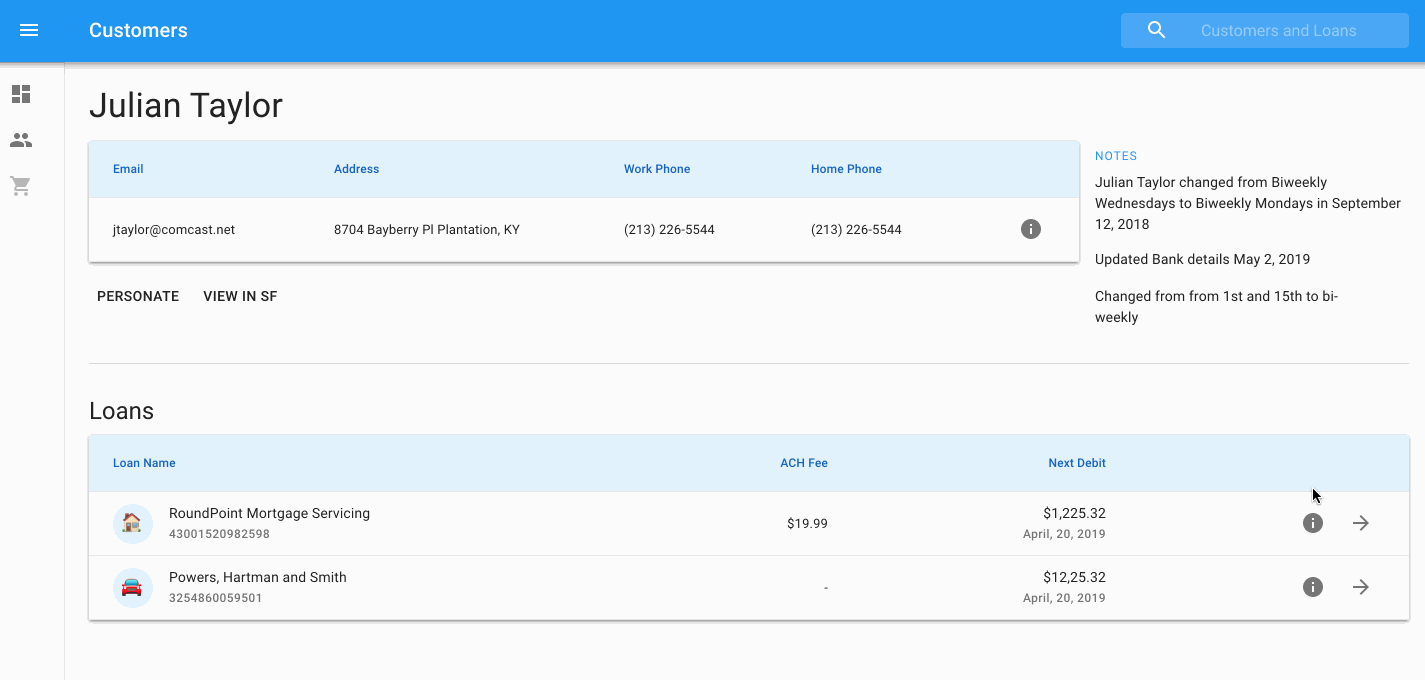 Customers
Customers and Loans
Julian Taylor
Email Address Work Phone Home Phone
jtaylor@comcast.net 8704 Bayberry Pl Plantation, KY (213) 226-5544 (213) 226-5544
PERSONATE VIEW IN SF
NOTES
Julian Taylor changed from Biweekly
Wednesdays to Biweekly Mondays in September
12, 2018
Updated Bank details May 2, 2019
Changed from from 1st and 15th to bi-
weekly
Loans
Loan Name ACH Fee Next Debit
RoundPoint Mortgage Servicing
43001520982598
$19.99
$1,225.32
April, 20, 2019
Powers, Hartman and Smith
3254860059501
-
$12,25.32
April, 20, 2019